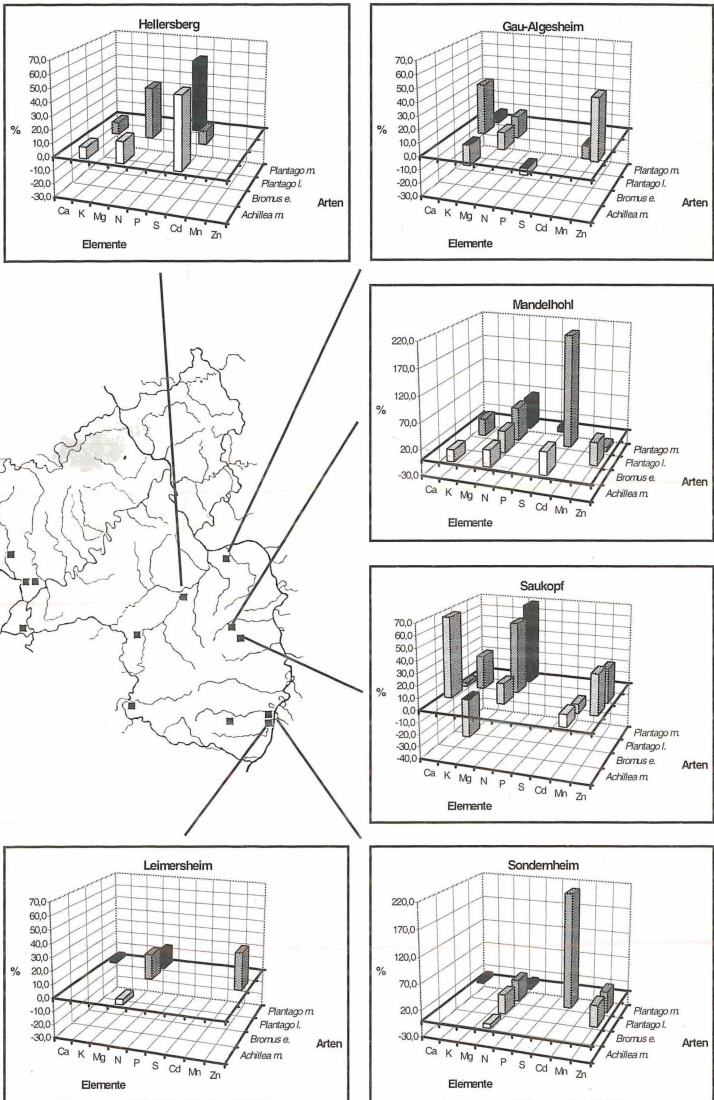 Hellersberg
70,0
60,0
50,0
40,0
30,0
20,0
10,0
0,0
-10,0
-20,0
-30,0
%
Ca K Mg N P S Cd Mn Zn
Elemente
Plantago m.
Plantago l.
Bromus e.
Achillea m.
Arten
Gau-Algesheim
70,0
60,0
50,0
40,0
30,0
20,0
10,0
0,0
-10,0
-20,0
-30,0
%
Ca K Mg N P S Cd Mn Zn
Elemente
Plantago m.
Plantago l.
Bromus e.
Achillea m.
Arten
Mandelhohl
220,0
170,0
120,0
70,0
20,0
-30,0
%
Ca K Mg N P S Cd Mn Zn
Elemente
Plantago m.
Plantago l.
Bromus e.
Achillea m.
Arten
Saukopf
70,0
60,0
50,0
40,0
30,0
20,0
10,0
0,0
-10,0
-20,0
-30,0
-40,0
%
Ca K Mg N P S Cd Mn Zn
Elemente
Plantago m.
Plantago l.
Bromus e.
Achillea m.
Arten
Leimersheim
70,0
60,0
50,0
40,0
30,0
20,0
10,0
0,0
-10,0
-20,0
-30,0
%
Ca K Mg N P S Cd Mn Zn
Elemente
Plantago m.
Plantago l.
Bromus e.
Achillea m.
Arten
Sondernheim
220,0
170,0
120,0
70,0
20,0
-30,0
%
Ca K Mg N P S Cd Mn Zn
Elemente
Plantago m.
Plantago l.
Bromus e.
Achillea m.
Arten